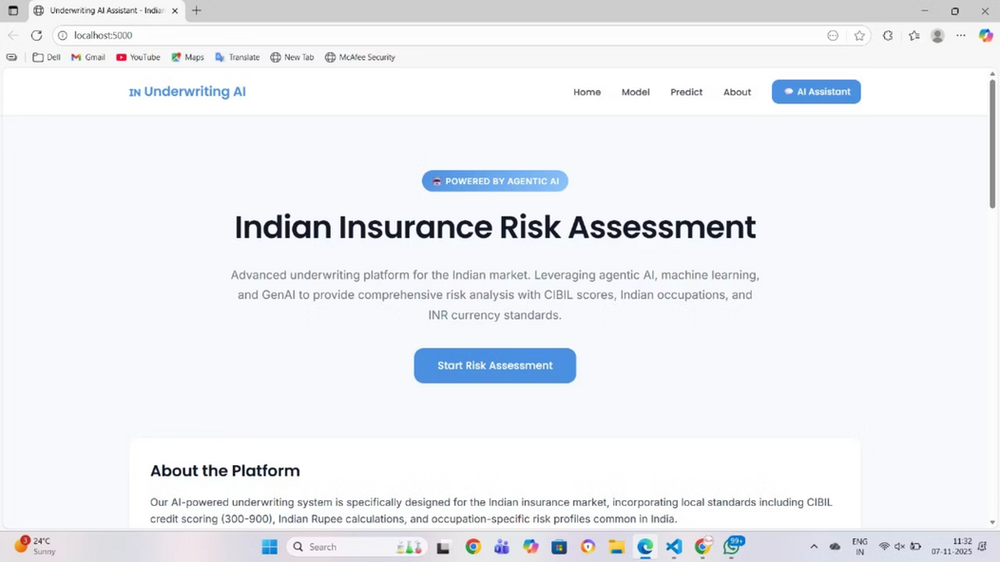 Underwriting AI Assistant - Indian
localhost:5000
Dell
Gmail
YouTube
Maps
Translate
New Tab
McAfee Security
IN Underwriting AI
Home
Model
Predict
About
AI Assistant
POWERED BY AGENTIC AI
Indian Insurance Risk Assessment
Advanced underwriting platform for the Indian market. Leveraging agentic AI, machine learning,
and GenAI to provide comprehensive risk analysis with CIBIL scores, Indian occupations, and
INR currency standards.
Start Risk Assessment
About the Platform
Our AI-powered underwriting system is specifically designed for the Indian insurance market, incorporating local standards including CIBIL
credit scoring (300-900), Indian Rupee calculations, and occupation-specific risk profiles common in India.
3
24°C
Sunny
Search
99+
ENG
IN
11:32
07-11-2025